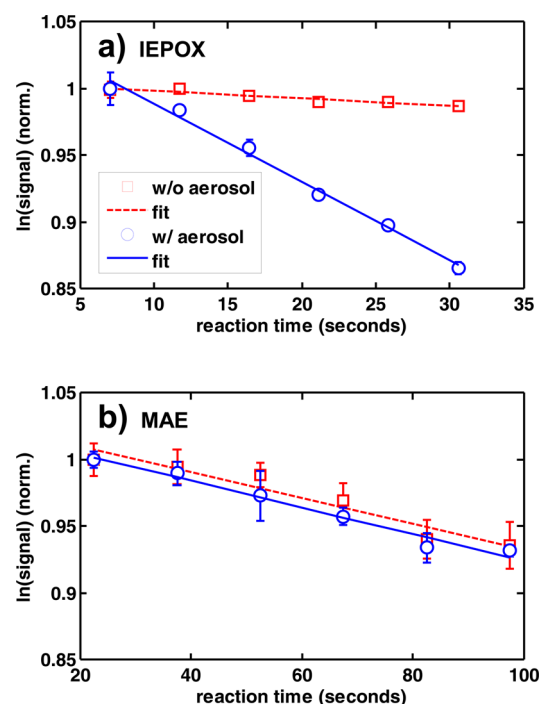 a) IEPOX
ln(signal) (norm.)
1.05
1
0.95
0.9
0.85
w/o aerosol
fit
w/ aerosol
fit
5 10 15 20 25 30 35
reaction time (seconds)
b) MAE
ln(signal) (norm.)
1.05
1
0.95
0.9
0.85
20 40 60 80 100
reaction time (seconds)